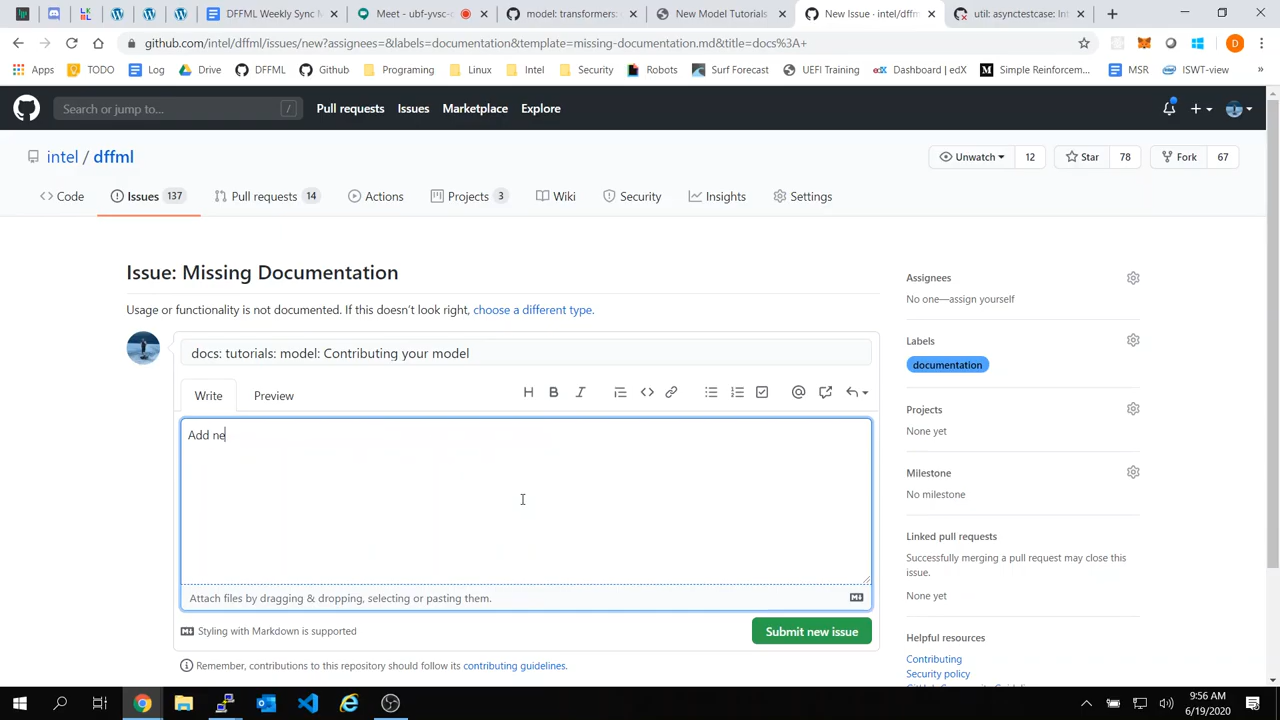 DFFML Weekly Sync M
Meet - ubf-yvsc-c
model: transformers: c
New Model Tutorials
New Issue · intel/dffm
util: asynctestcase: Int
github.com/intel/dffml/issues/new?assignees=&labels=documentation&template=missing-documentation.md&title=docs%3A+
D
Apps
TODO
Log
Drive
DFFML
Github
Programming
Linux
Intel
Security
Robots
Surf Forecast
UEFI Training
Dashboard | edX
Simple Reinforcem...
MSR
ISWT-view
»
Search or jump to...
/
Pull requests
Issues
Marketplace
Explore
intel / dffml
Unwatch
12
Star
78
Fork
67
Code
Issues 137
Pull requests 14
Actions
Projects 3
Wiki
Security
Insights
Settings
Issue: Missing Documentation
Usage or functionality is not documented. If this doesn't look right, choose a different type.
docs: tutorials: model: Contributing your model
Write
Preview
Add ne
Attach files by dragging & dropping, selecting or pasting them.
Styling with Markdown is supported
Submit new issue
Remember, contributions to this repository should follow its contributing guidelines.
Assignees
No one—assign yourself
Labels
documentation
Projects
None yet
Milestone
No milestone
Linked pull requests
Successfully merging a pull request may close this
issue.
None yet
Helpful resources
Contributing
Security policy
9:56 AM
6/19/2020